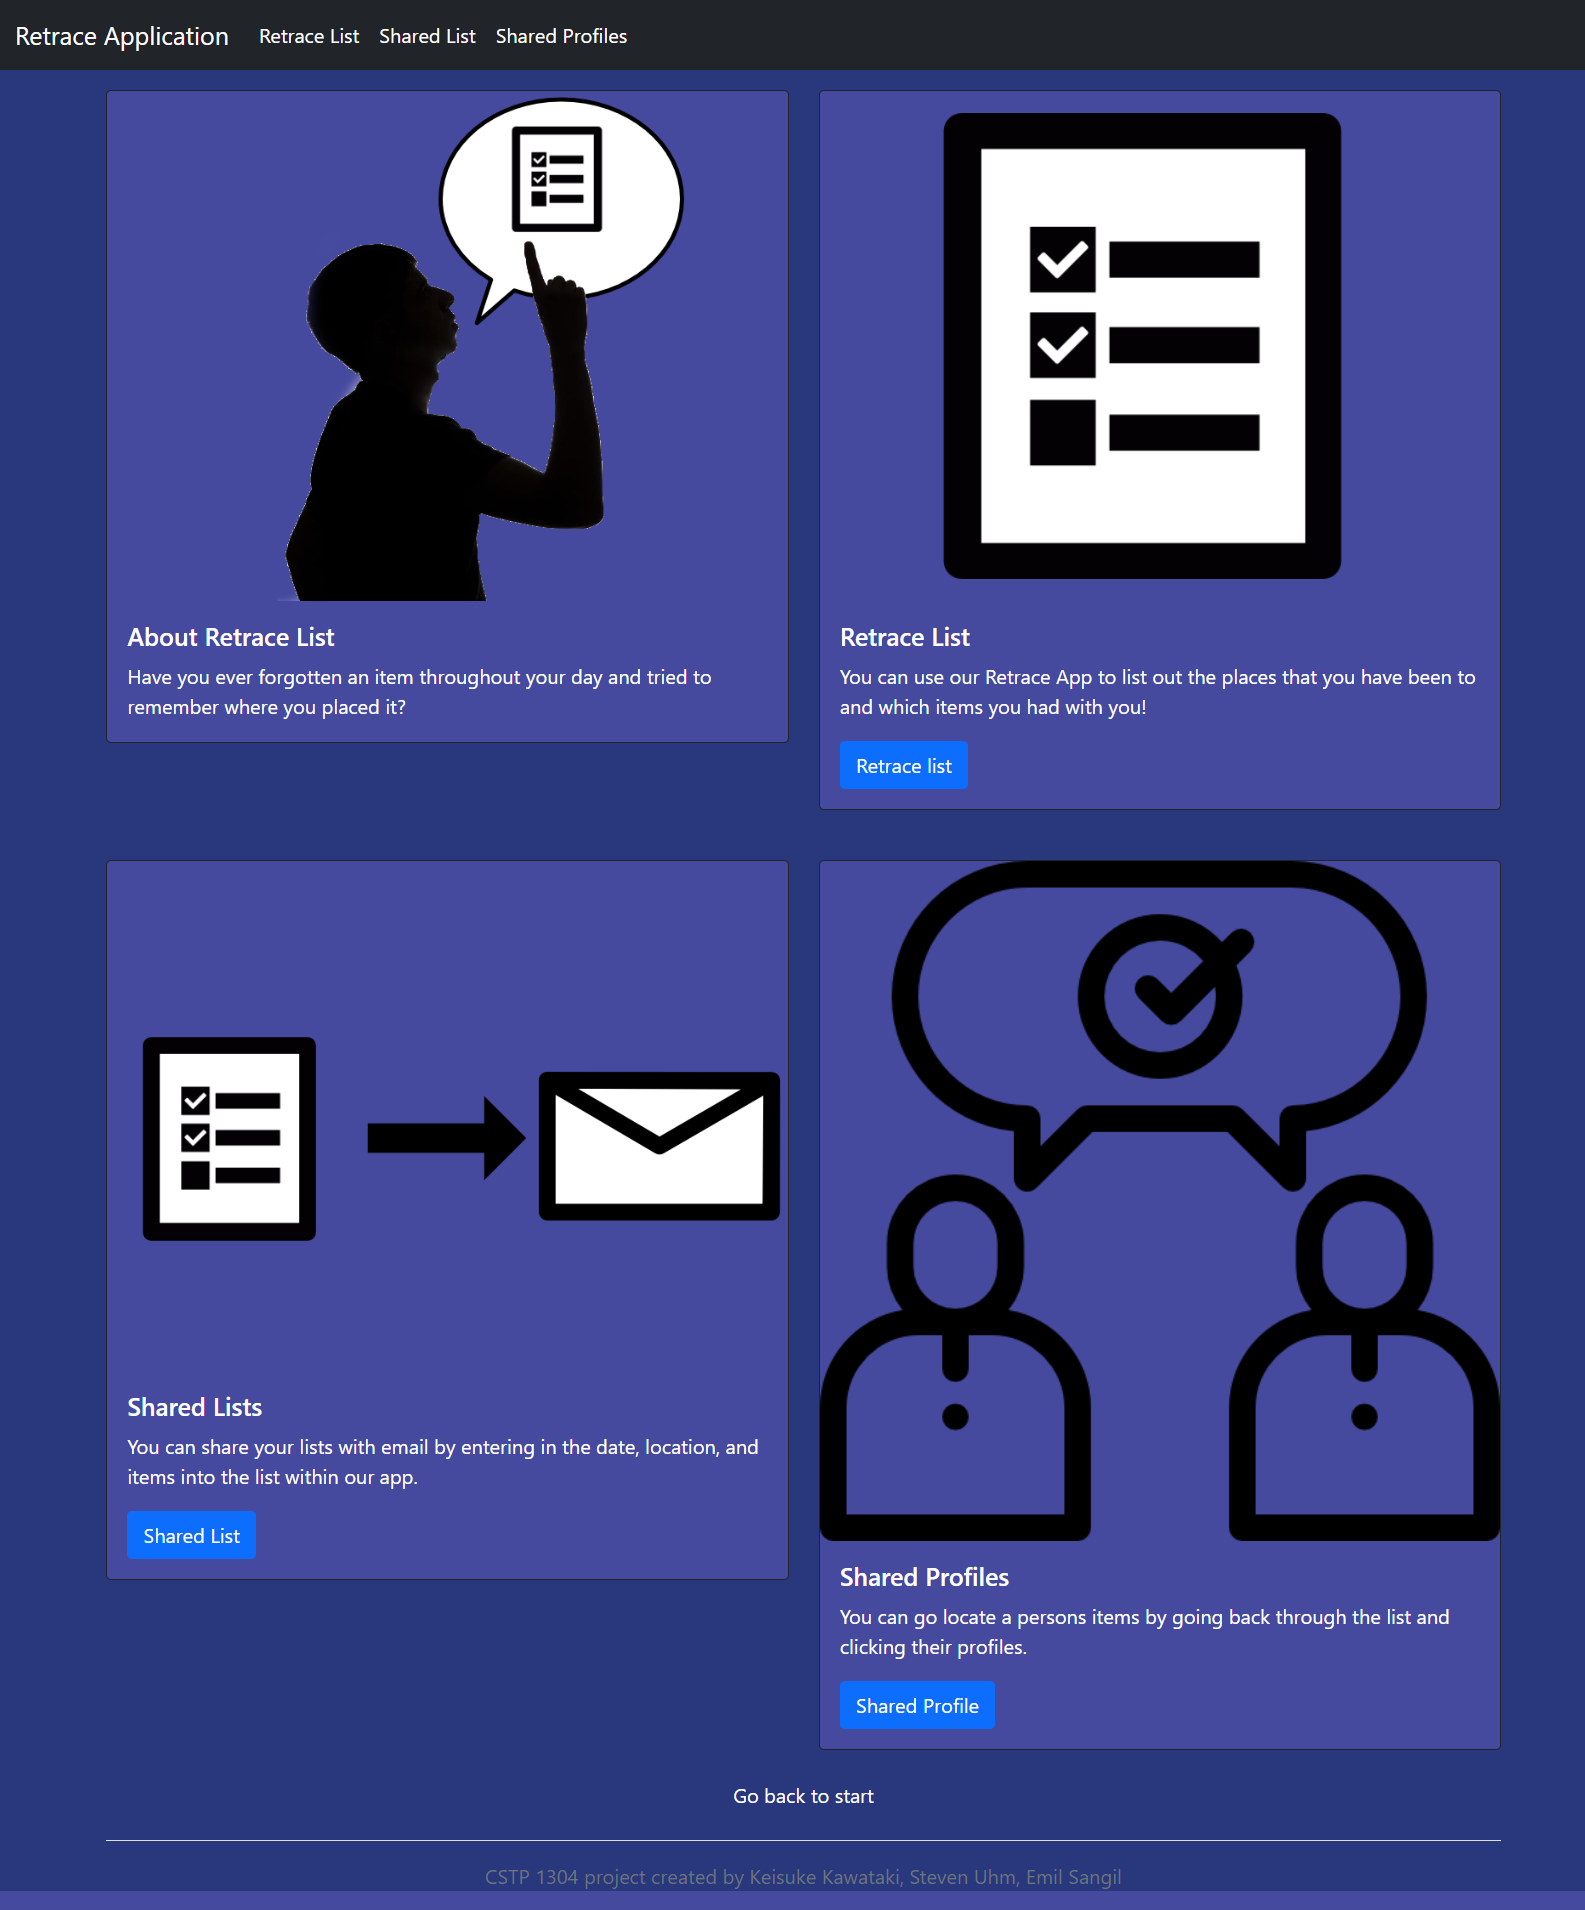 Retrace Application
Retrace List
Shared List
Shared Profiles
About Retrace List
Have you ever forgotten an item throughout your day and tried to
remember where you placed it?
Retrace List
You can use our Retrace App to list out the places that you have been to
and which items you had with you!
Retrace list
Shared Lists
You can share your lists with email by entering in the date, location, and
items into the list within our app.
Shared List
Shared Profiles
You can go locate a persons items by going back through the list and
clicking their profiles.
Shared Profile
Go back to start
CSTP 1304 project created by Keisuke Kawataki, Steven Uhm, Emil Sangil